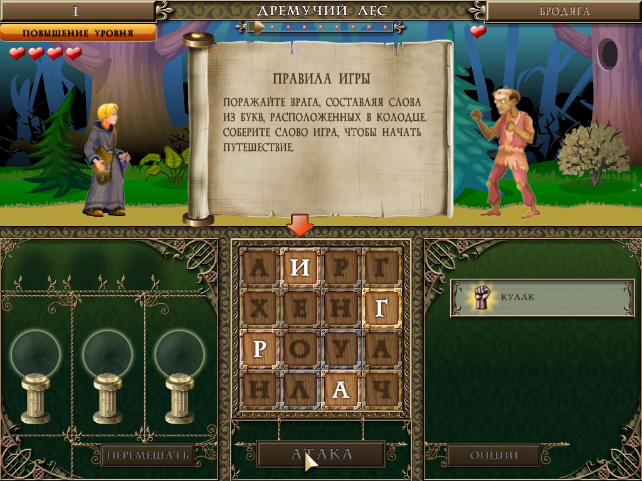 1
ДРЕМУЧИЙ ЛЕС
БРОДЯГА
ПОВЫШЕНИЕ УРОВНЯ
ПРАВИЛА ИГРЫ
ПОРАЖАЙТЕ ВРАГА, СОСТАВЛЯЯ СЛОВА
ИЗ БУКВ, РАСПОЛОЖЕННЫХ В КОЛОДЦЕ.
СОБЕРИТЕ СЛОВО ИГРА, ЧТОБЫ НАЧАТЬ
ПУТЕШЕСТВИЕ.
А И Р Г
Х Е Н Г
Р О У А
Н Л А Ч
КУЛАК
ПЕРЕМЕШАТЬ
АТАКА
ОПЦИИ